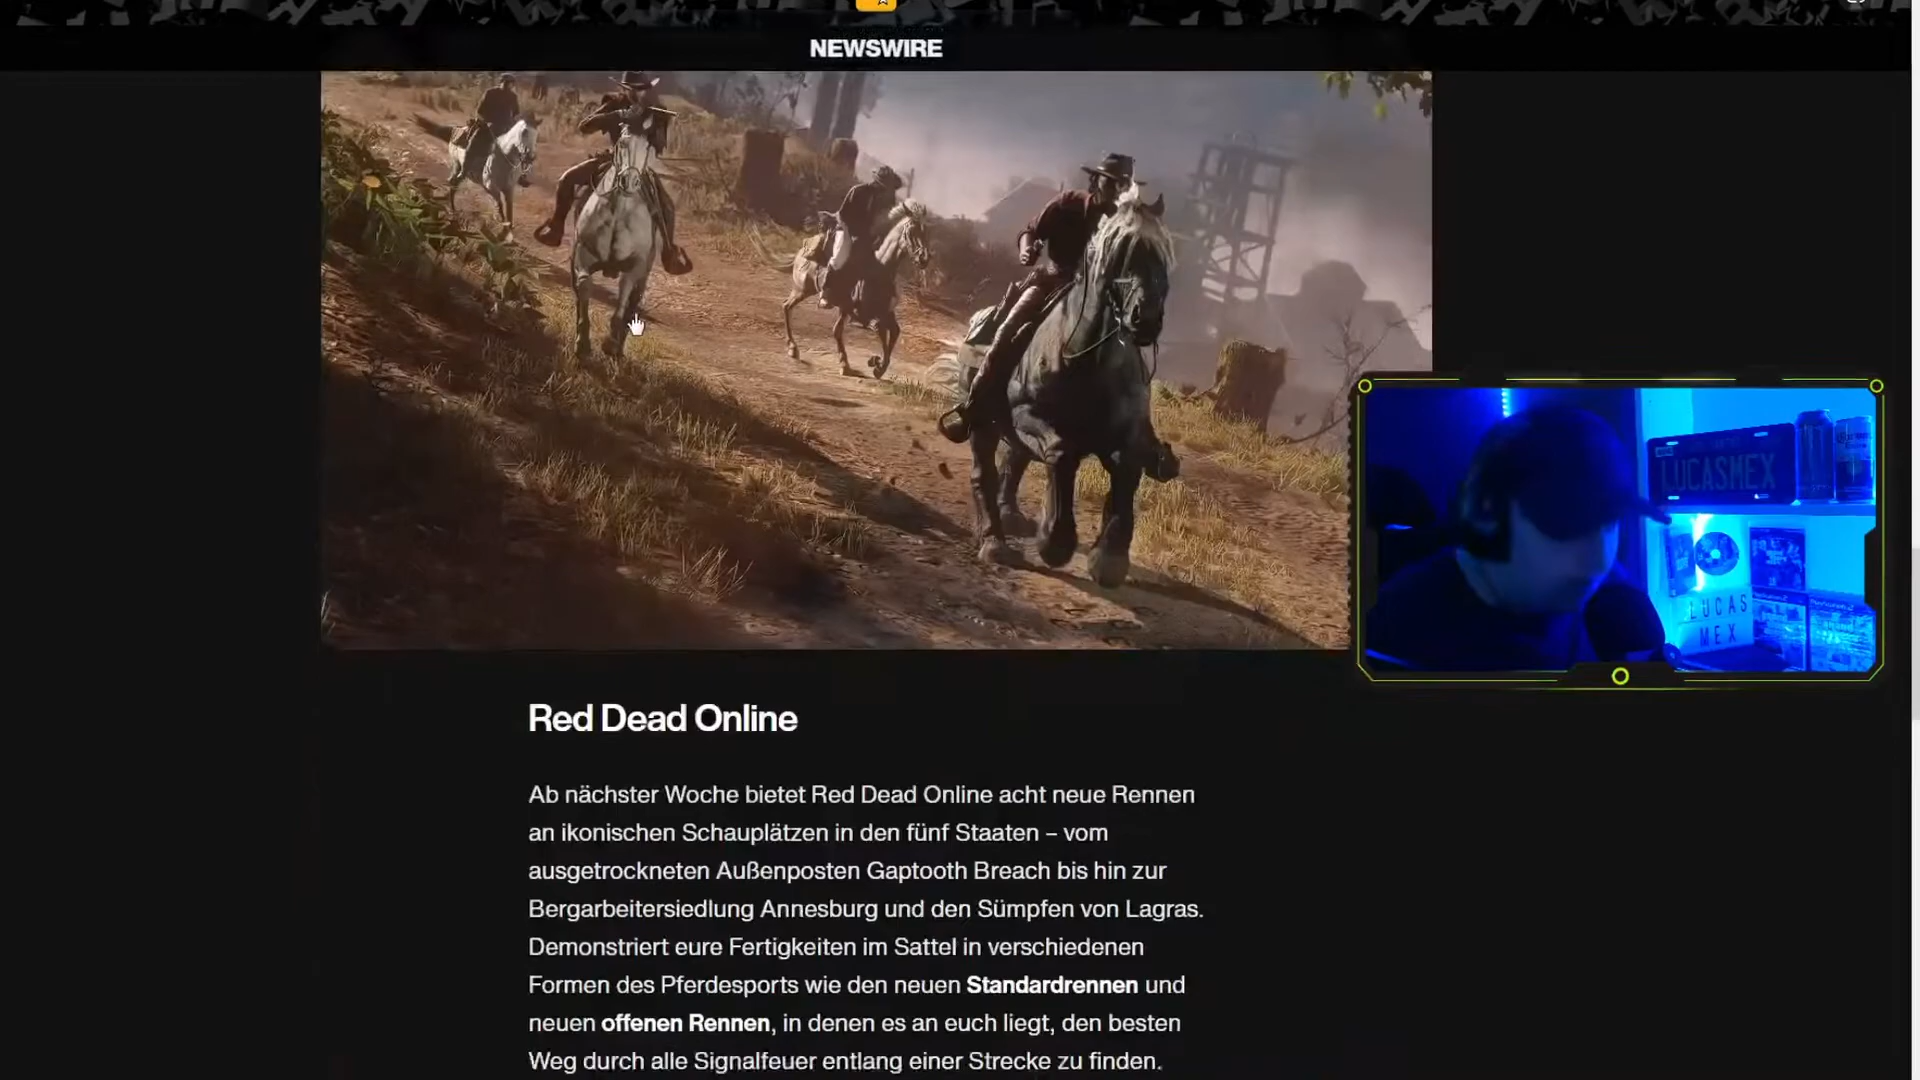 NEWSWIRE
LUCASMEX
LUCAS
MEX
Red Dead Online
Ab nächster Woche bietet Red Dead Online acht neue Rennen
an ikonischen Schauplätzen in den fünf Staaten – vom
ausgetrockneten Außenposten Gaptooth Breach bis hin zur
Bergarbeitersiedlung Annesburg und den Sümpfen von Lagras.
Demonstriert eure Fertigkeiten im Sattel in verschiedenen
Formen des Pferdesports wie den neuen Standardrennen und
neuen offenen Rennen, in denen es an euch liegt, den besten
Weg durch alle Signalfeuer entlang einer Strecke zu finden.